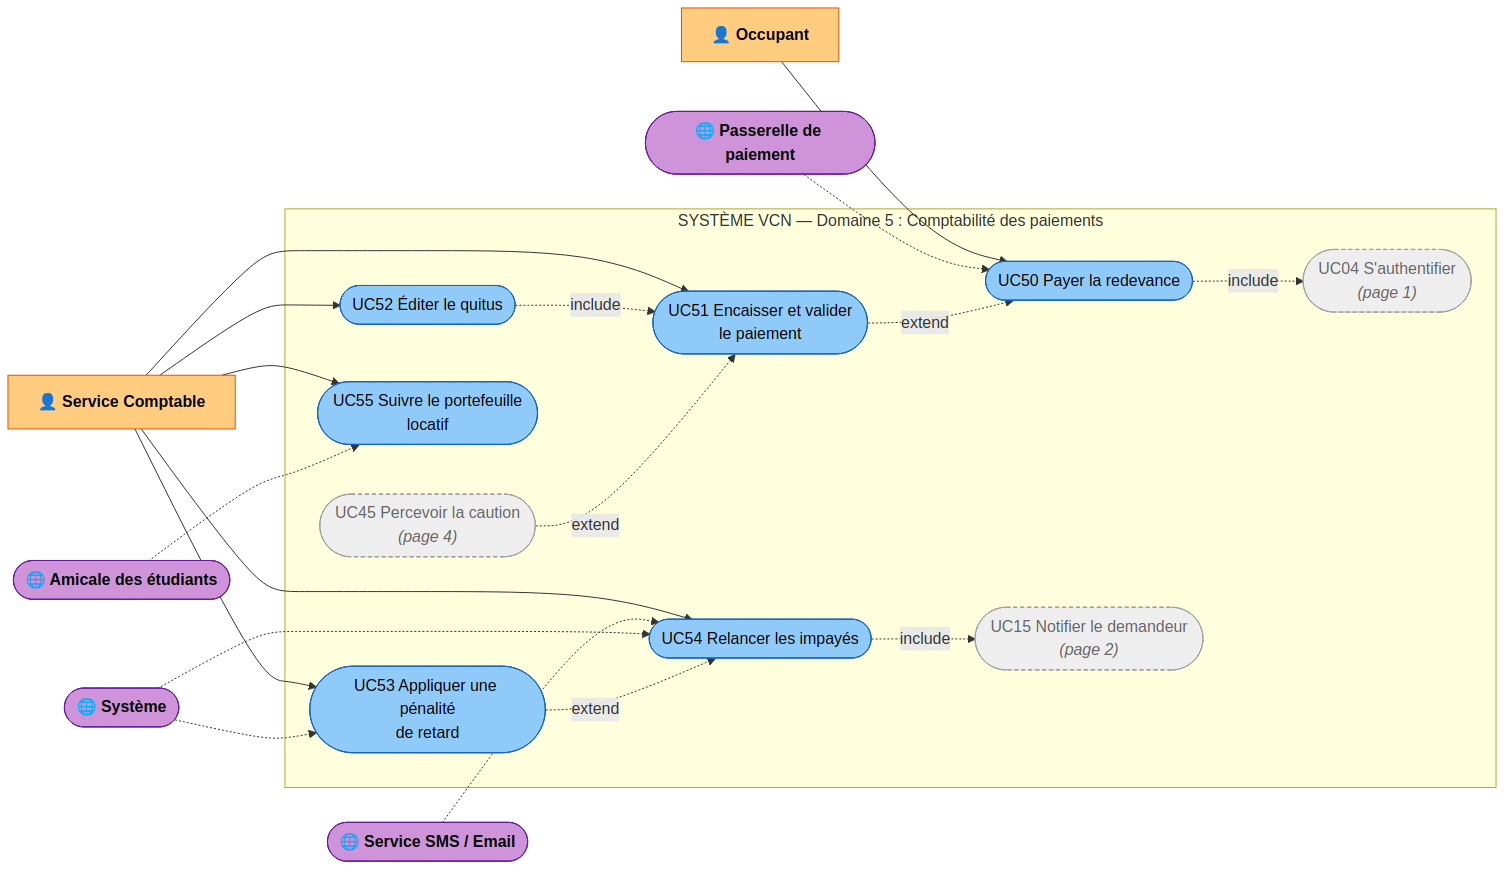 👤 Occupant
🌐 Passerelle de
paiement
SYSTÈME VCN — Domaine 5 : Comptabilité des paiements
UC50 Payer la redevance
include
UC04 S'authentifier
(page 1)
UC52 Éditer le quitus
include
UC51 Encaisser et valider
le paiement
extend
👤 Service Comptable
UC55 Suivre le portefeuille
locatif
UC45 Percevoir la caution
(page 4)
extend
🌐 Amicale des étudiants
UC54 Relancer les impayés
include
UC15 Notifier le demandeur
(page 2)
🌐 Système
UC53 Appliquer une
pénalité
de retard
extend
🌐 Service SMS / Email